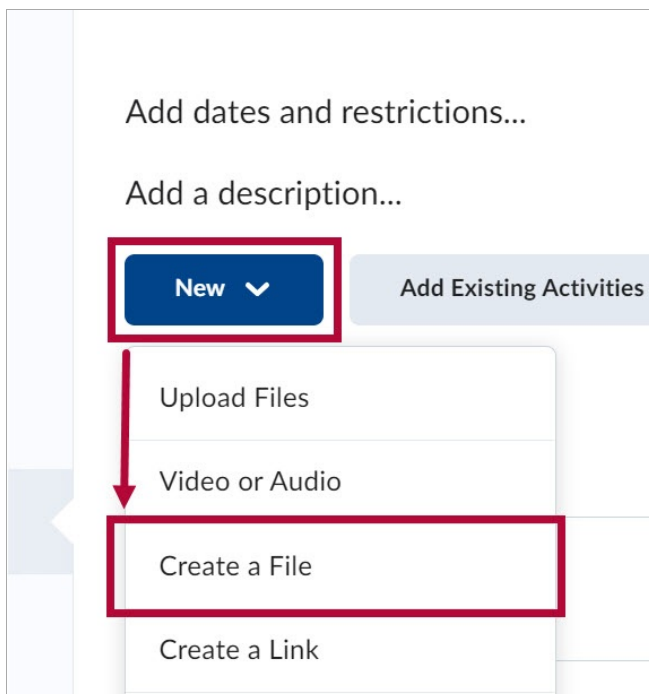 Add dates and restrictions...
Add a description...
New Add Existing Activities
Upload Files
Video or Audio
Create a File
Create a Link